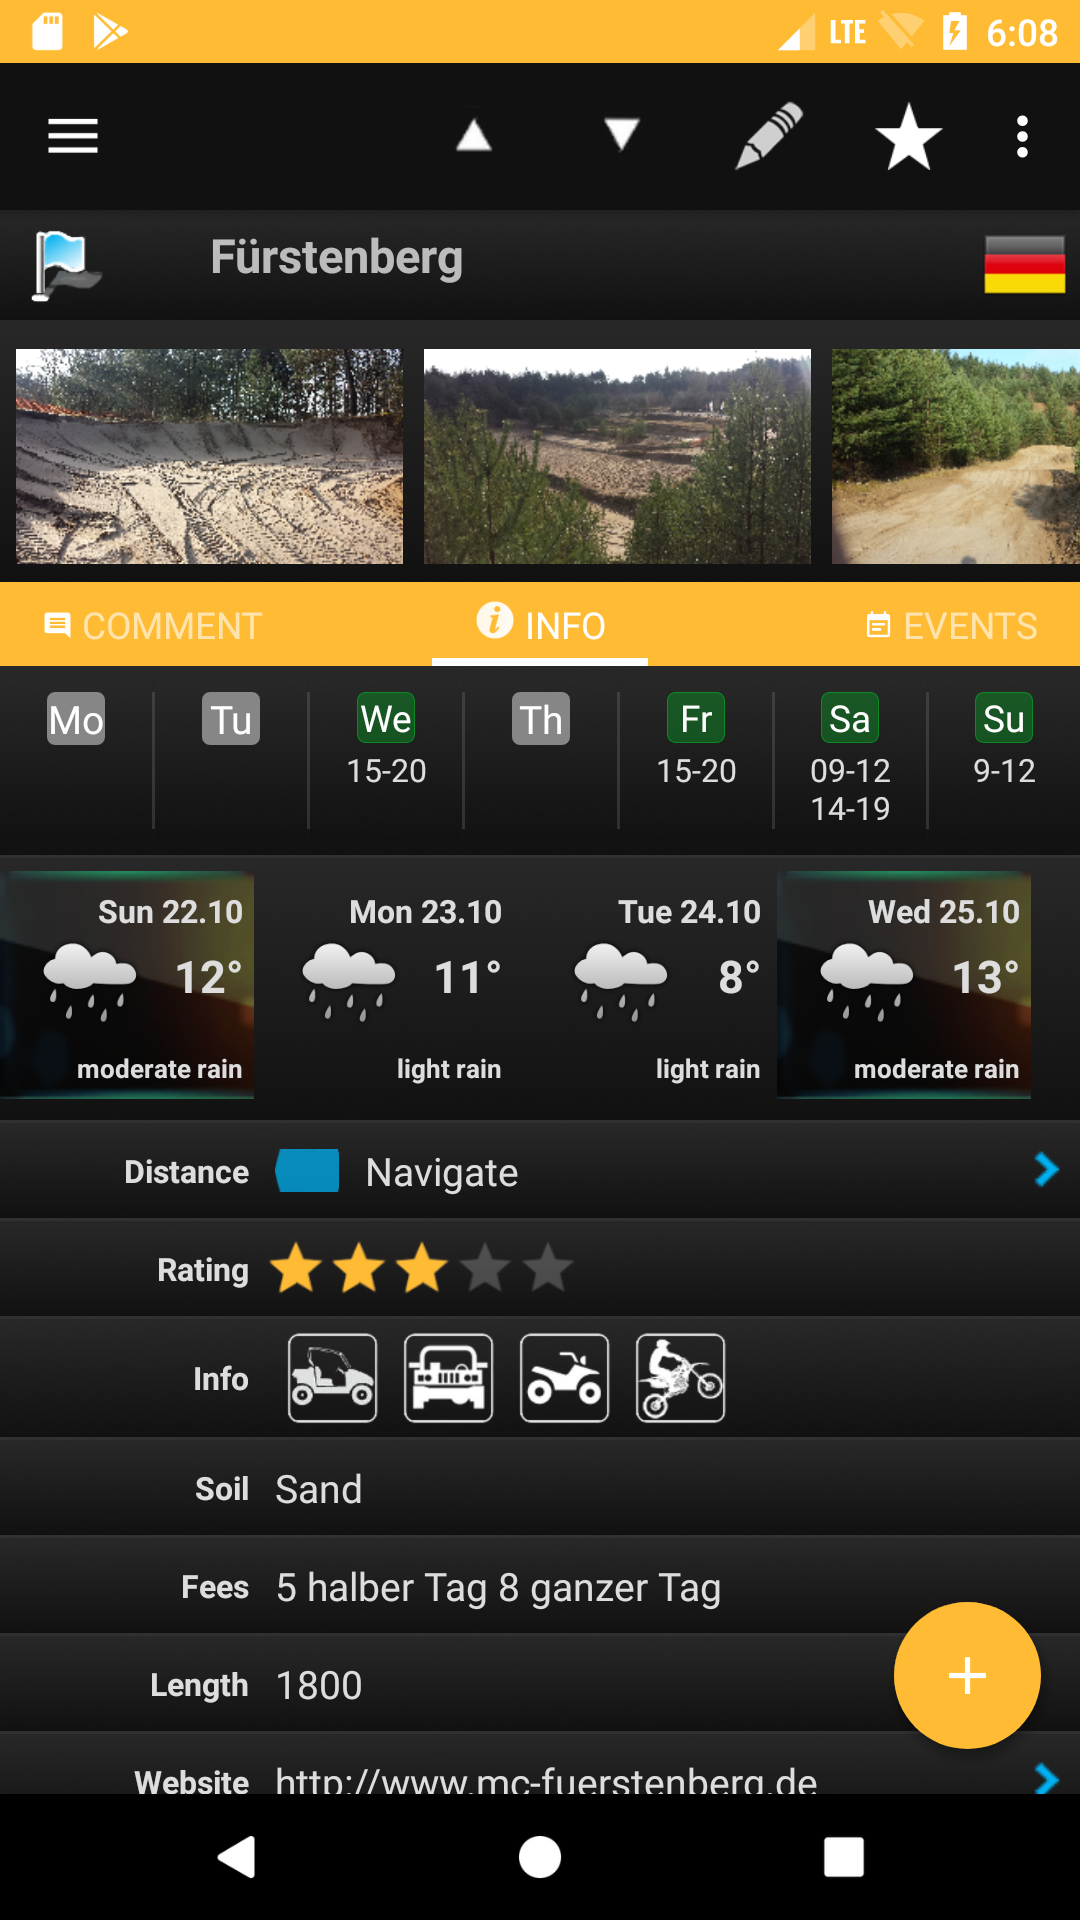 LTE 6:08
Fürstenberg
COMMENT INFO EVENTS
Mo Tu We Th Fr Sa Su
15-20 15-20 09-12 9-12
14-19
Sun 22.10 Mon 23.10 Tue 24.10 Wed 25.10
12° 11° 8° 13°
moderate rain light rain light rain moderate rain
Distance Navigate
Rating
Info
Soil Sand
Fees 5 halber Tag 8 ganzer Tag
Length 1800
Website http://www.mc-fuerstenberg.de